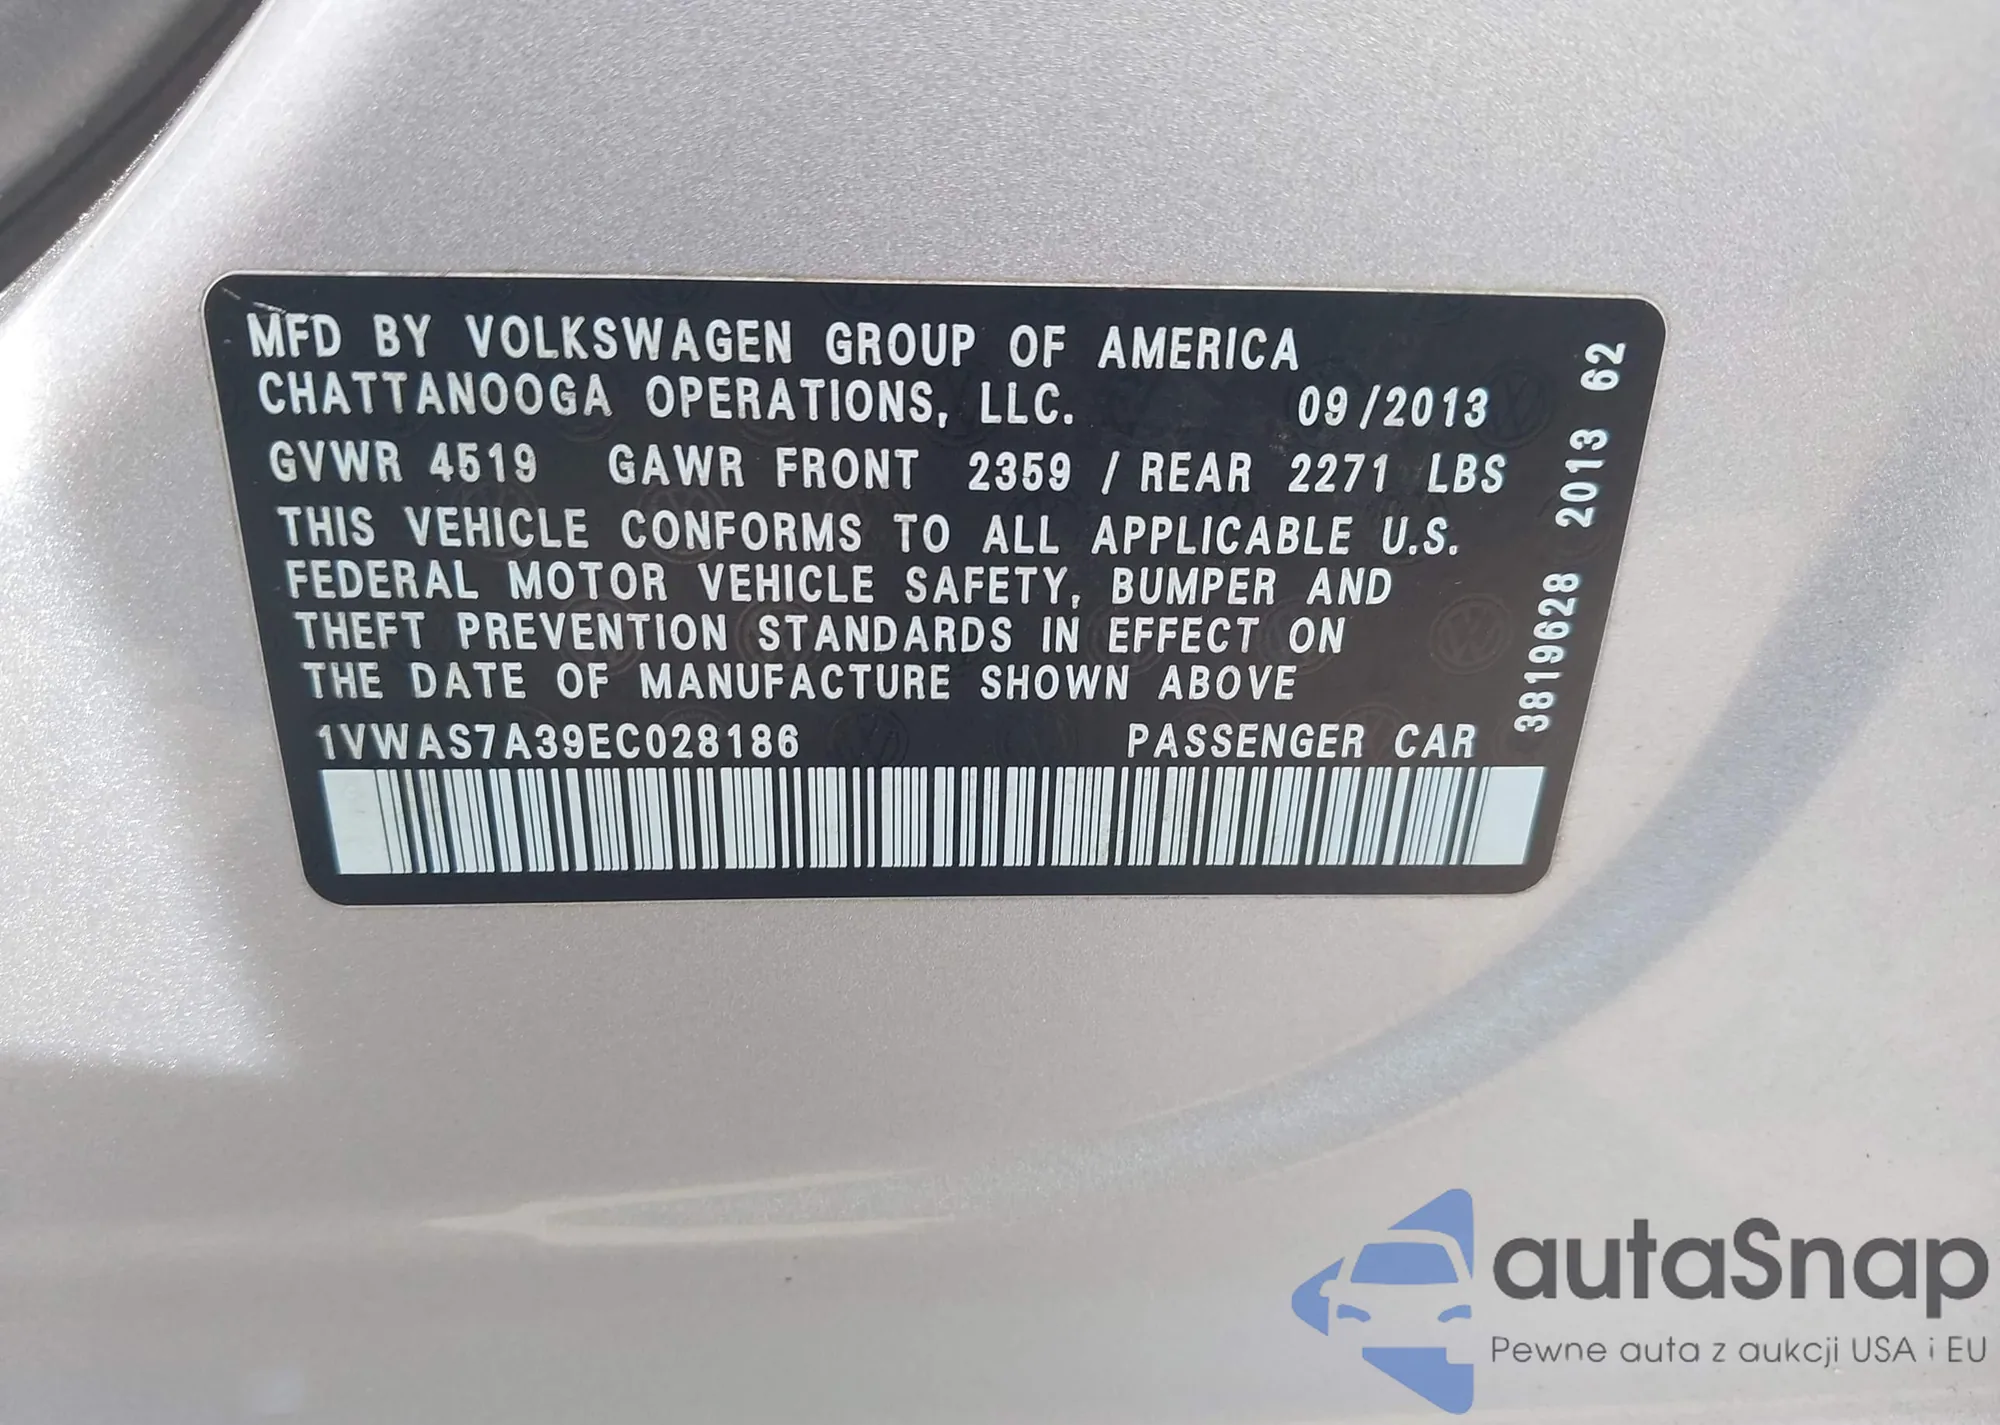 MFD BY VOLKSWAGEN GROUP OF AMERICA
CHATTANOOGA OPERATIONS, LLC. 09/2013
GVWR 4519 GAWR FRONT 2359 / REAR 2271 LBS
THIS VEHICLE CONFORMS TO ALL APPLICABLE U.S.
FEDERAL MOTOR VEHICLE SAFETY, BUMPER AND
THEFT PREVENTION STANDARDS IN EFFECT ON
THE DATE OF MANUFACTURE SHOWN ABOVE
1VWAS7A39EC028186 PASSENGER CAR
3819628 2013 62
autaSnap
Pewne auta z aukcji USA i EU